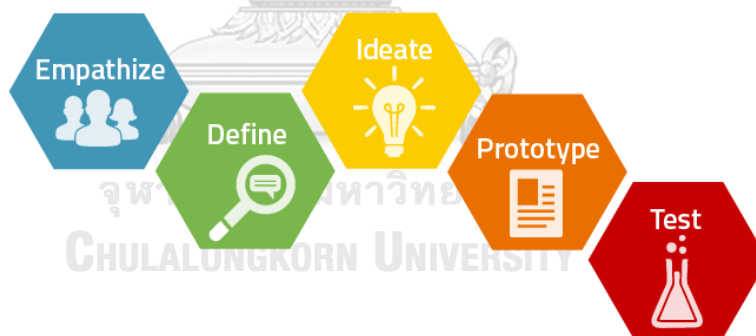 Empathize
Define
Ideate
Prototype
Test
CHULALONGKORN UNIVERSITY